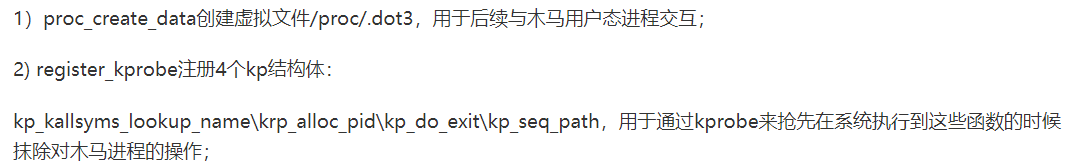 1）proc_create_data创建虚拟文件/proc/.dot3，用于后续与木马用户态进程交互；
2) register_kprobe注册4个kp结构体：
kp_kallsyms_lookup_name\krp_alloc_pid\kp_do_exit\kp_seq_path，用于通过kprobe来抢先在系统执行到这些函数的时候
抹除对木马进程的操作；